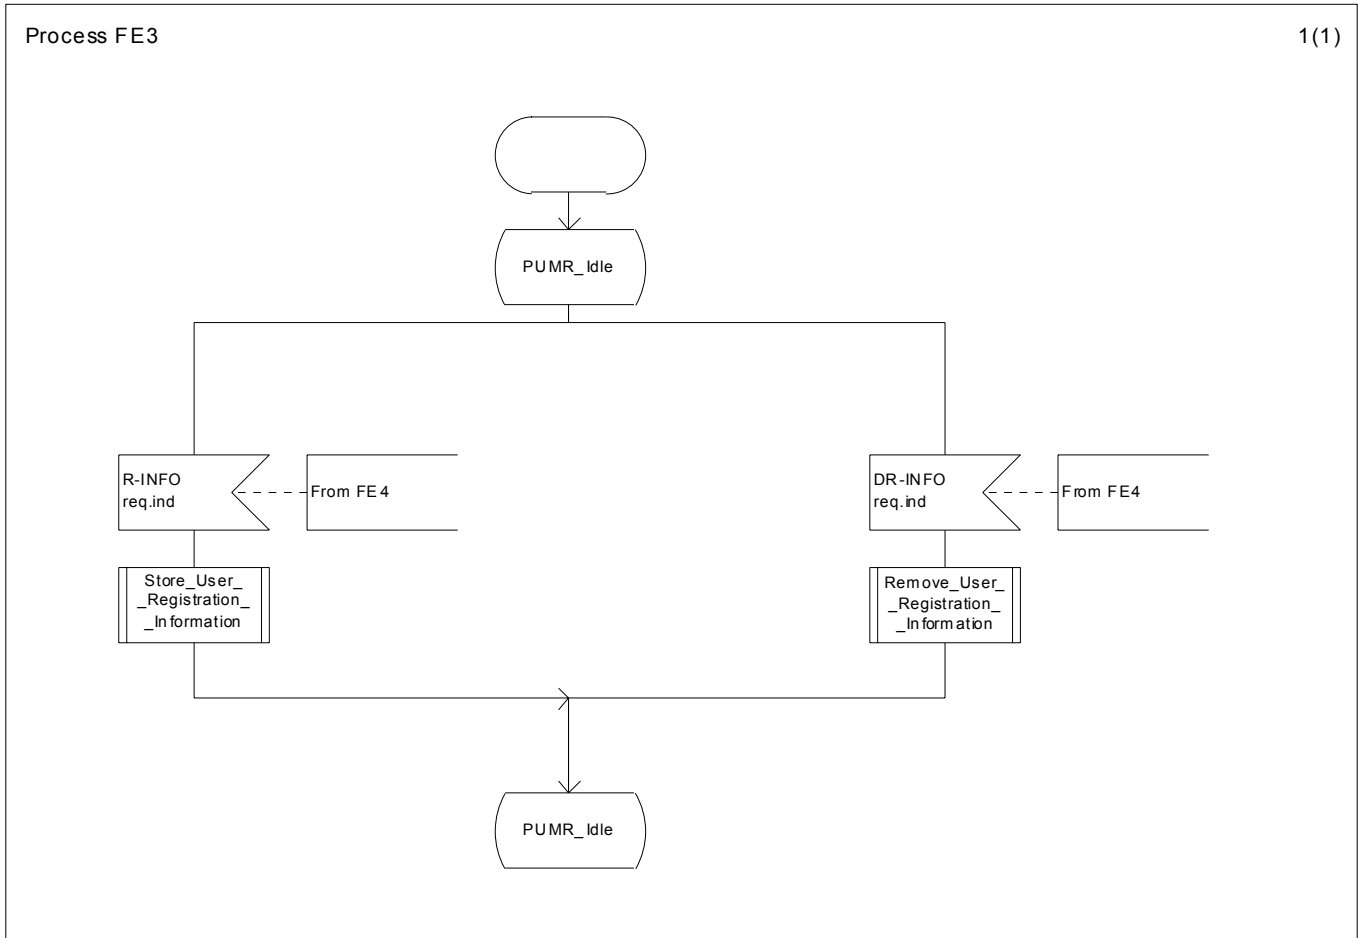 Process FE3
1(1)
PUMR_Idle
R-INFO
req.ind
From FE4
DR-INFO
req.ind
From FE4
Store_User_
_Registration_
_Information
Remove_User_
_Registration_
_Information
PUMR_Idle